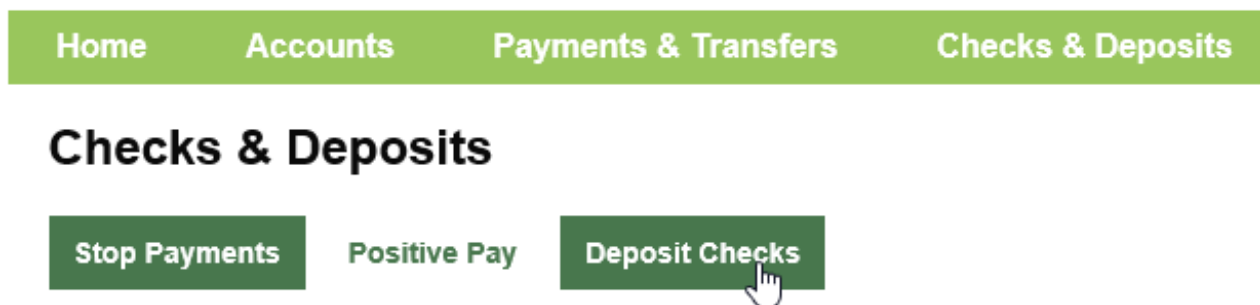 Home Accounts Payments & Transfers Checks & Deposits
Checks & Deposits
Stop Payments Positive Pay Deposit Checks